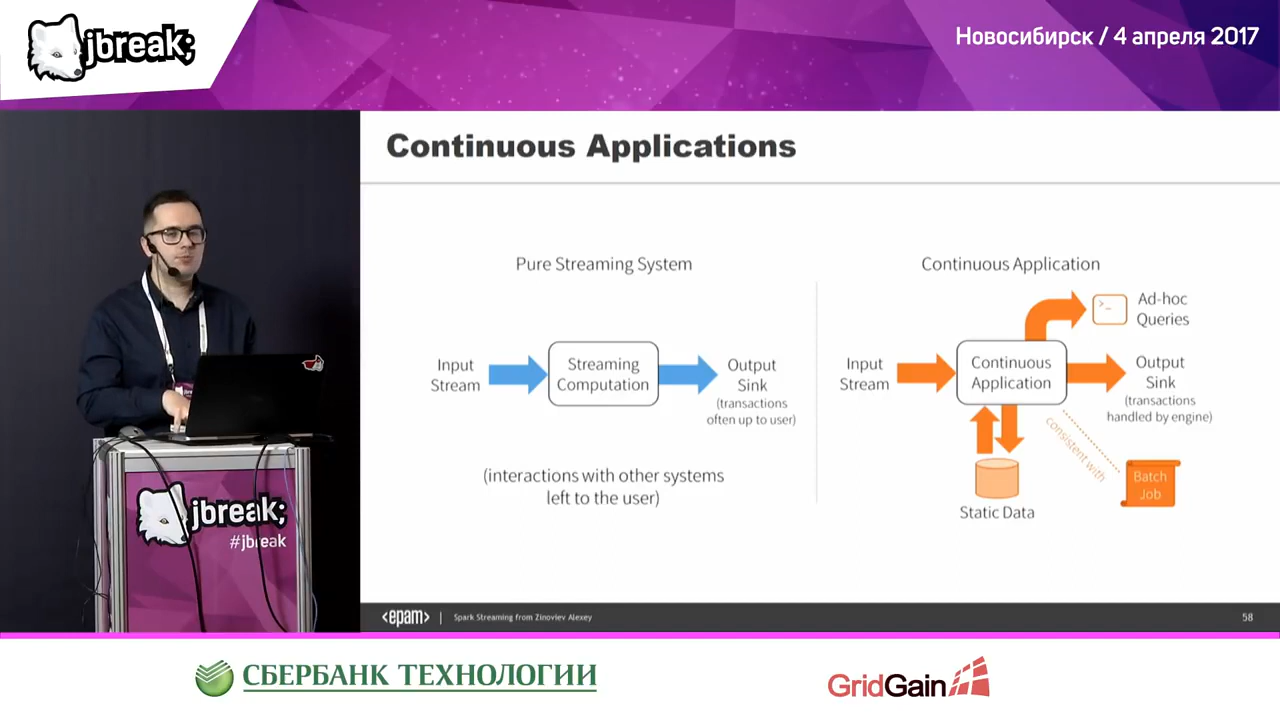 jbreak;
Новосибирск / 4 апреля 2017
Continuous Applications
Pure Streaming System
Input
Stream
Streaming
Computation
Output
Sink
(transactions
often up to user)
(interactions with other systems
left to the user)
Continuous Application
Input
Stream
Continuous
Application
Ad-hoc
Queries
>_
Output
Sink
(transactions
handled by engine)
consistent with
Batch
Job
Static Data
jbreak;
#jbreak
<epam>
Spark Streaming from Zinoviev Alexey
58
СБЕРБАНК ТЕХНОЛОГИИ
GridGain